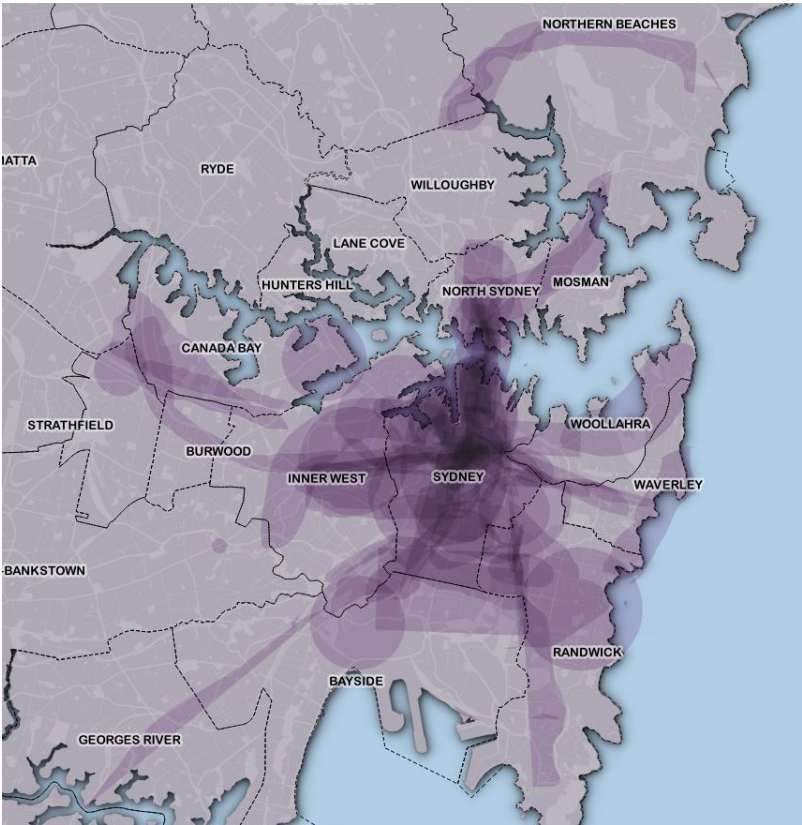 NORTHERN BEACHES
IATTA
RYDE
WILLOUGHBY
LANE COVE
HUNTERS HILL
NORTH SYDNEY
MOSMAN
CANADA BAY
STRATHFIELD
BURWOOD
WOOLLAHRA
INNER WEST
SYDNEY
WAVERLEY
-BANKSTOWN
RANDWICK
BAYSIDE
GEORGES RIVER